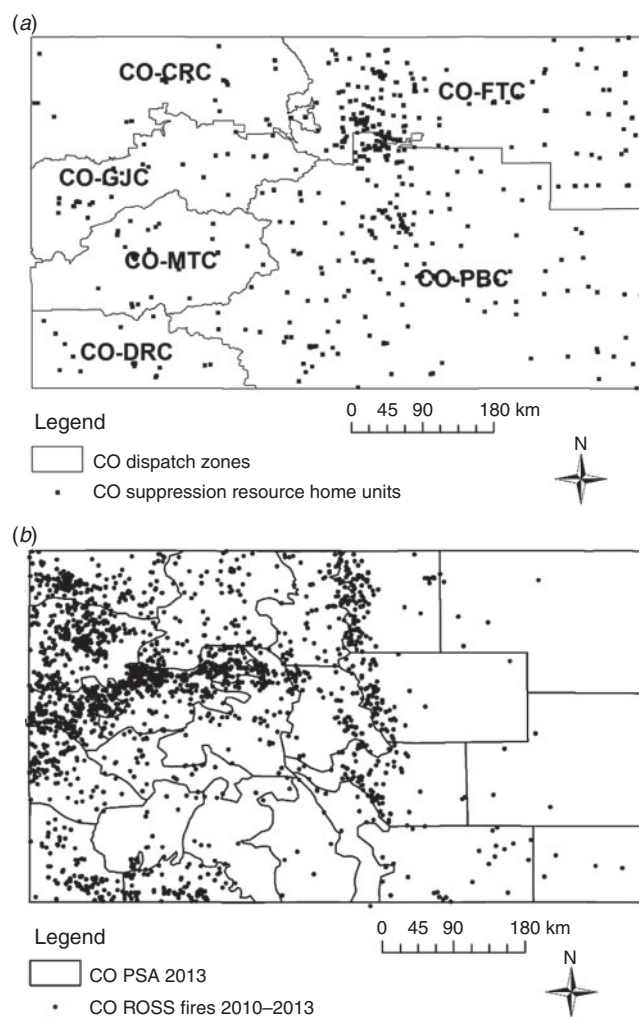 (a)
CO-CRC
CO-FTC
CO-GJC
CO-MTC
CO-PBC
CO-DRC
Legend
0 45 90 180 km
CO dispatch zones
N
CO suppression resource home units
(b)
Legend
0 45 90 180 km
CO PSA 2013
N
CO ROSS fires 2010–2013